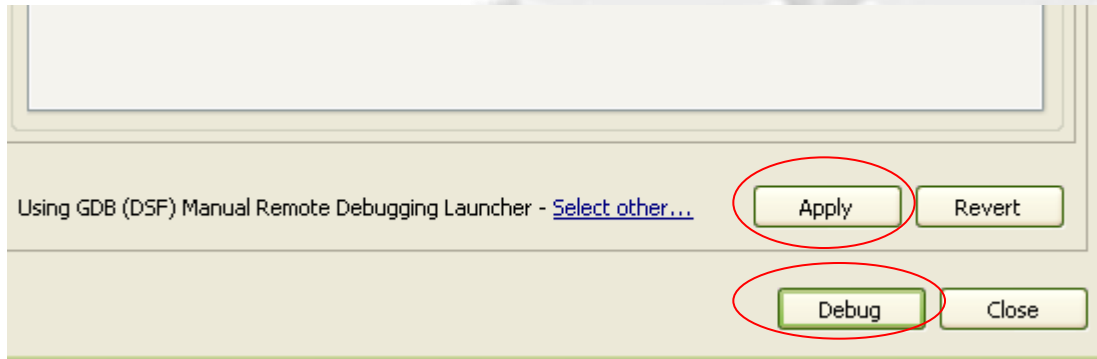 Using GDB (DSF) Manual Remote Debugging Launcher - Select other... Apply Revert
Debug Close